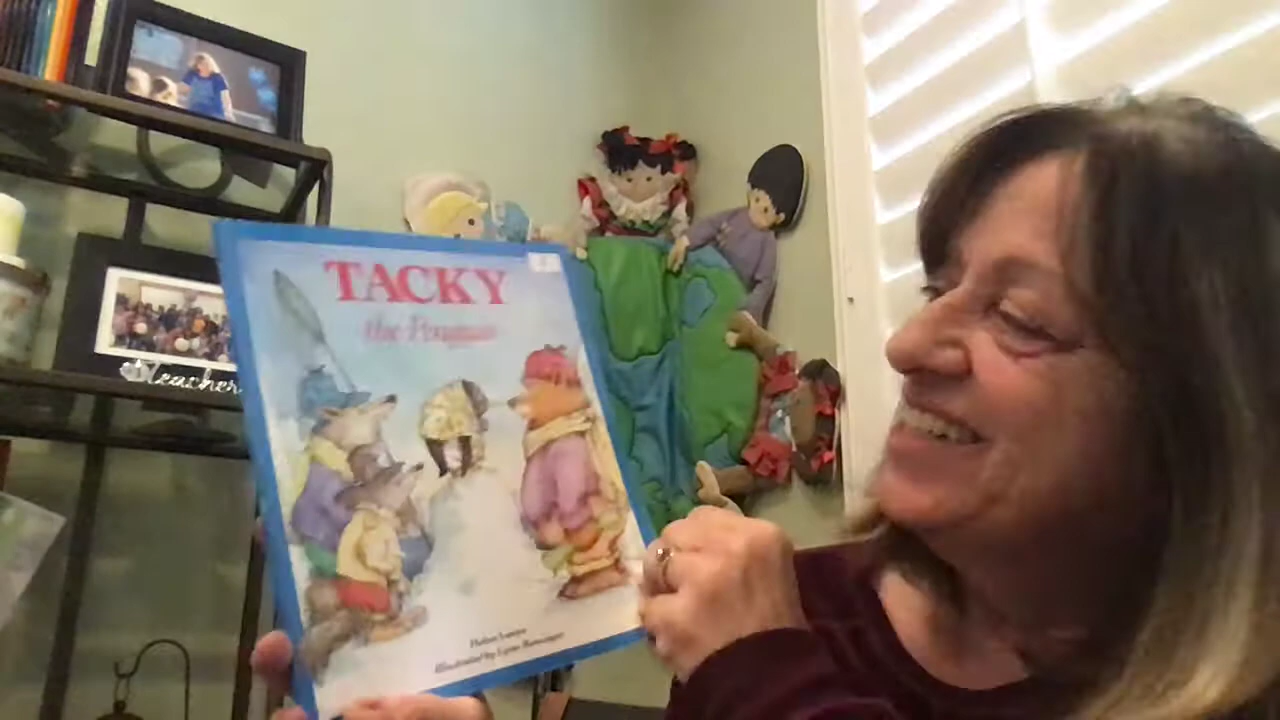 TACKY
the Penguin
Helen Lester
Illustrated by Lynn Munsinger
Teacher